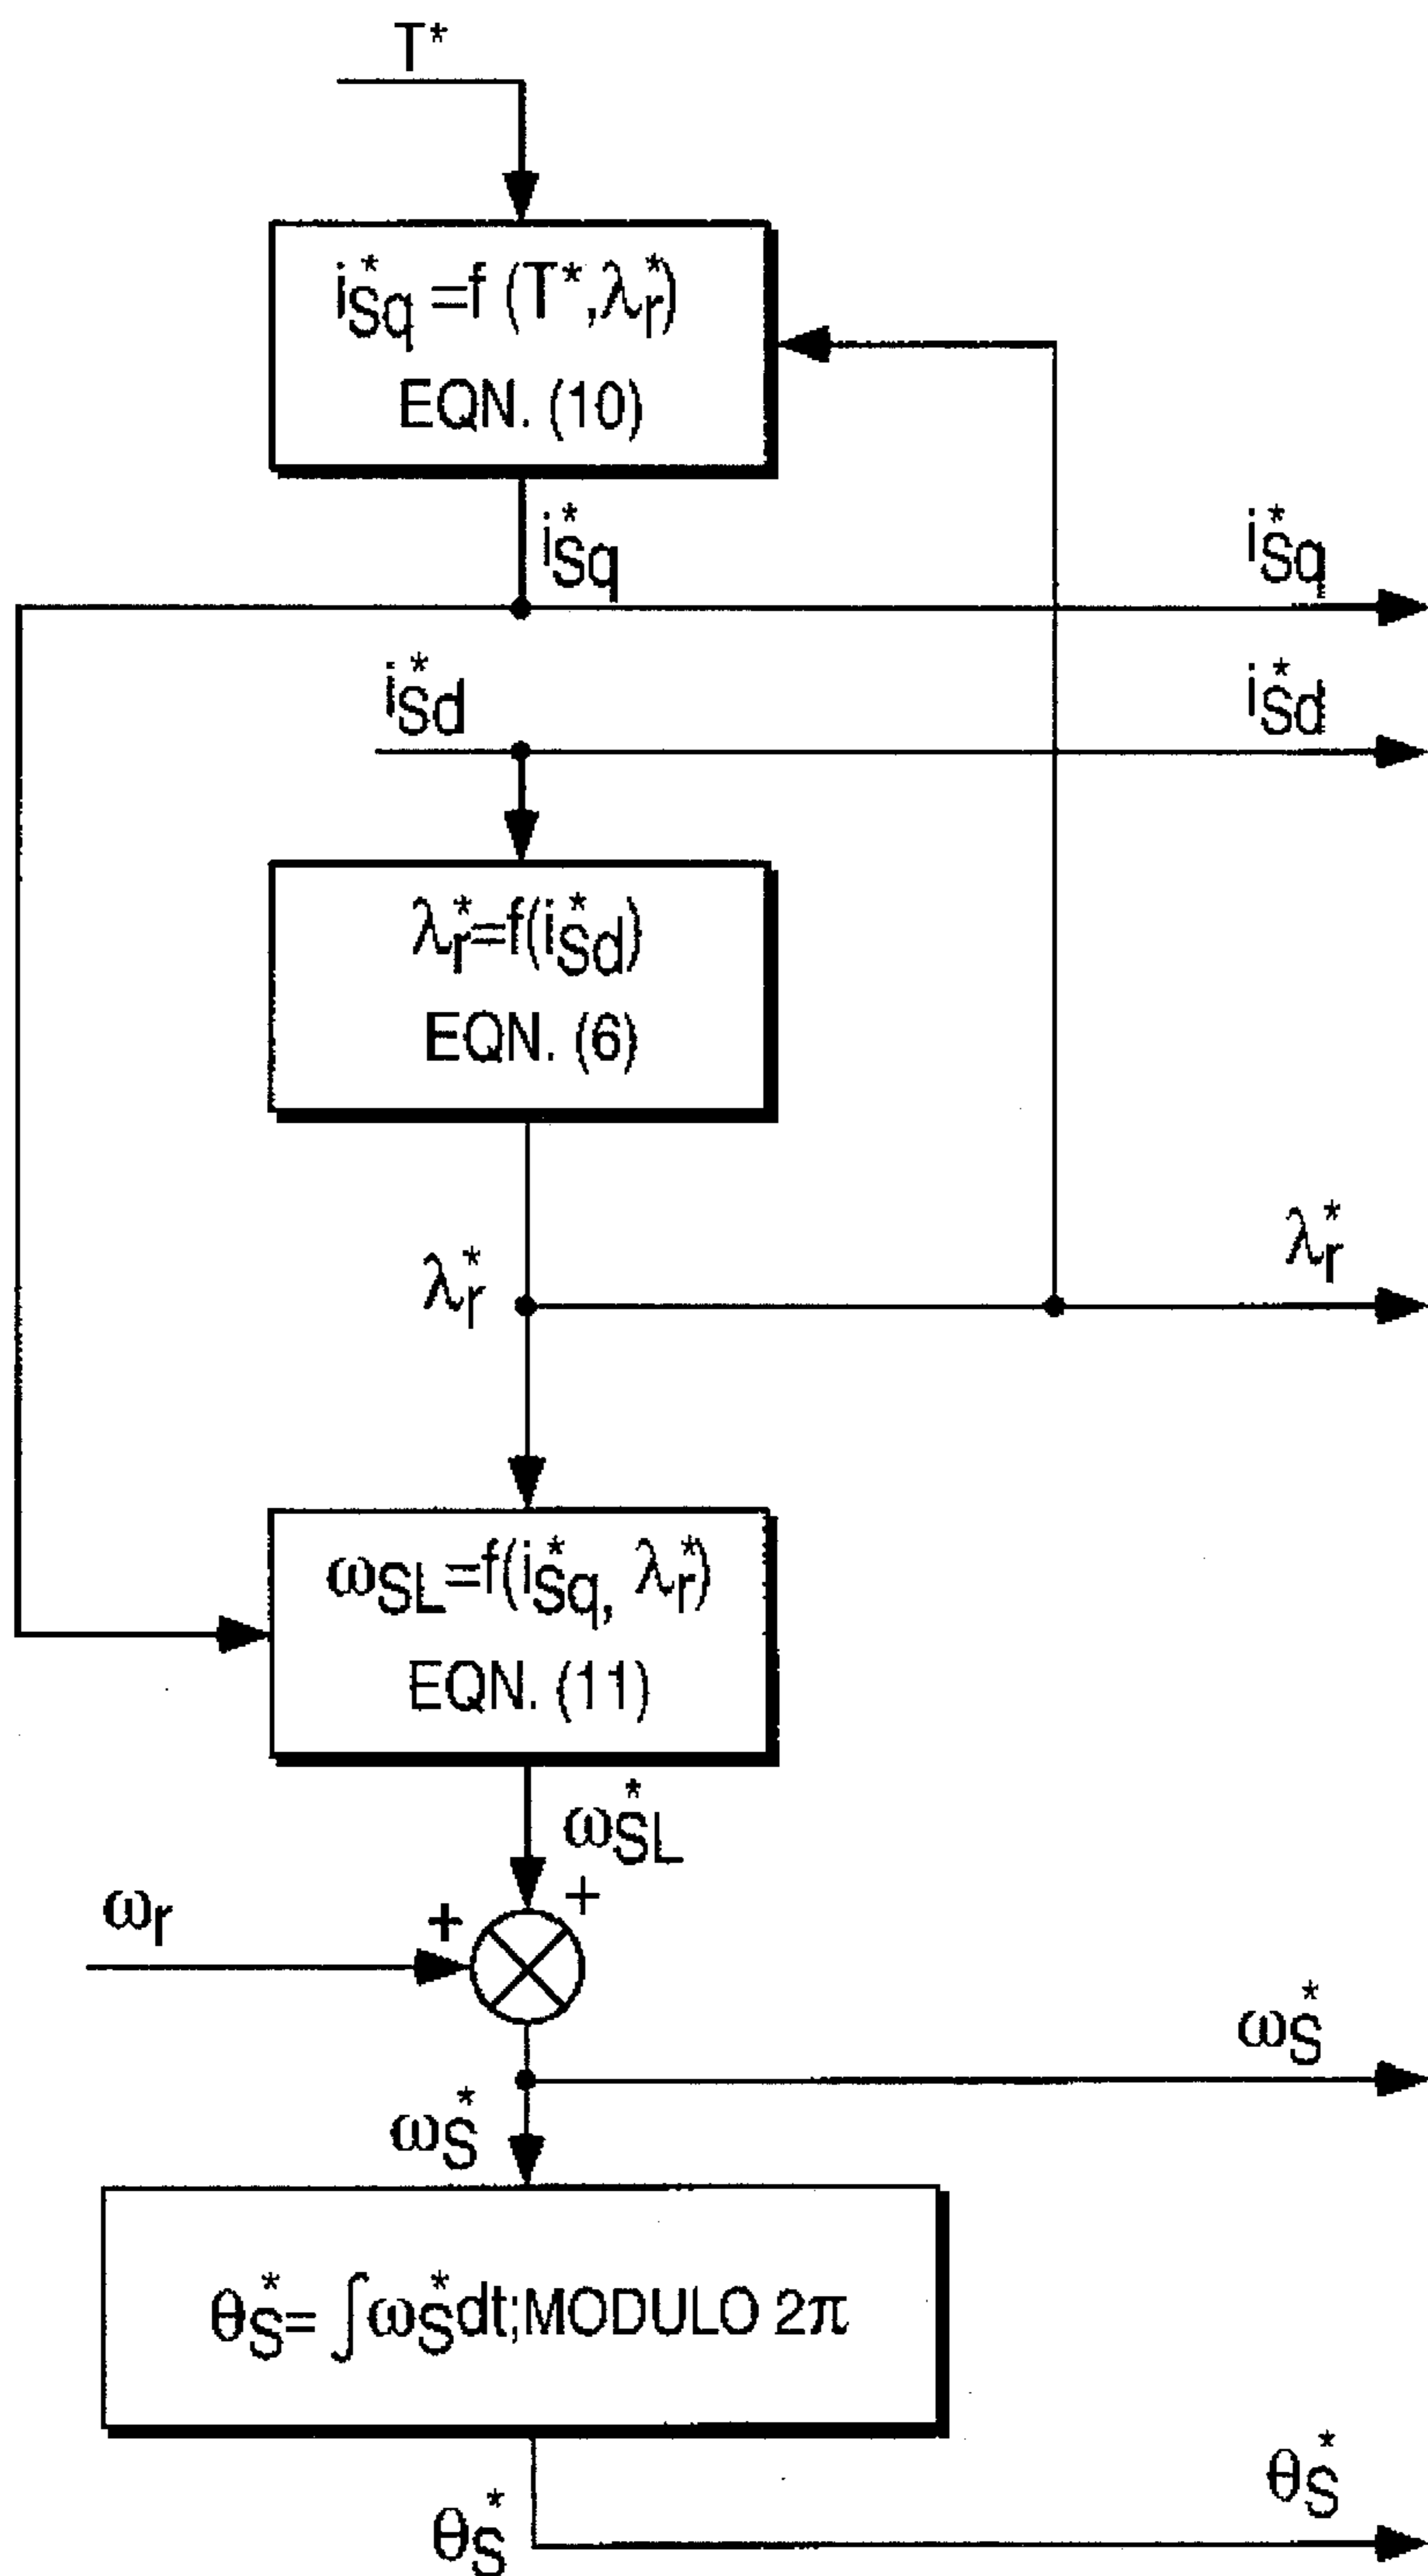 T*
i*Sq =f (T*,λ*r)
EQN. (10)
i*Sq
i*Sq
i*Sd
i*Sd
λ*r=f(i*Sd)
EQN. (6)
λ*r
λ*r
ωSL=f(i*Sq, λ*r)
EQN. (11)
ω*SL
+
ωr
+
ω*S
ω*S
θ*S= ∫ω*Sdt;MODULO 2π
θ*S
θ*S